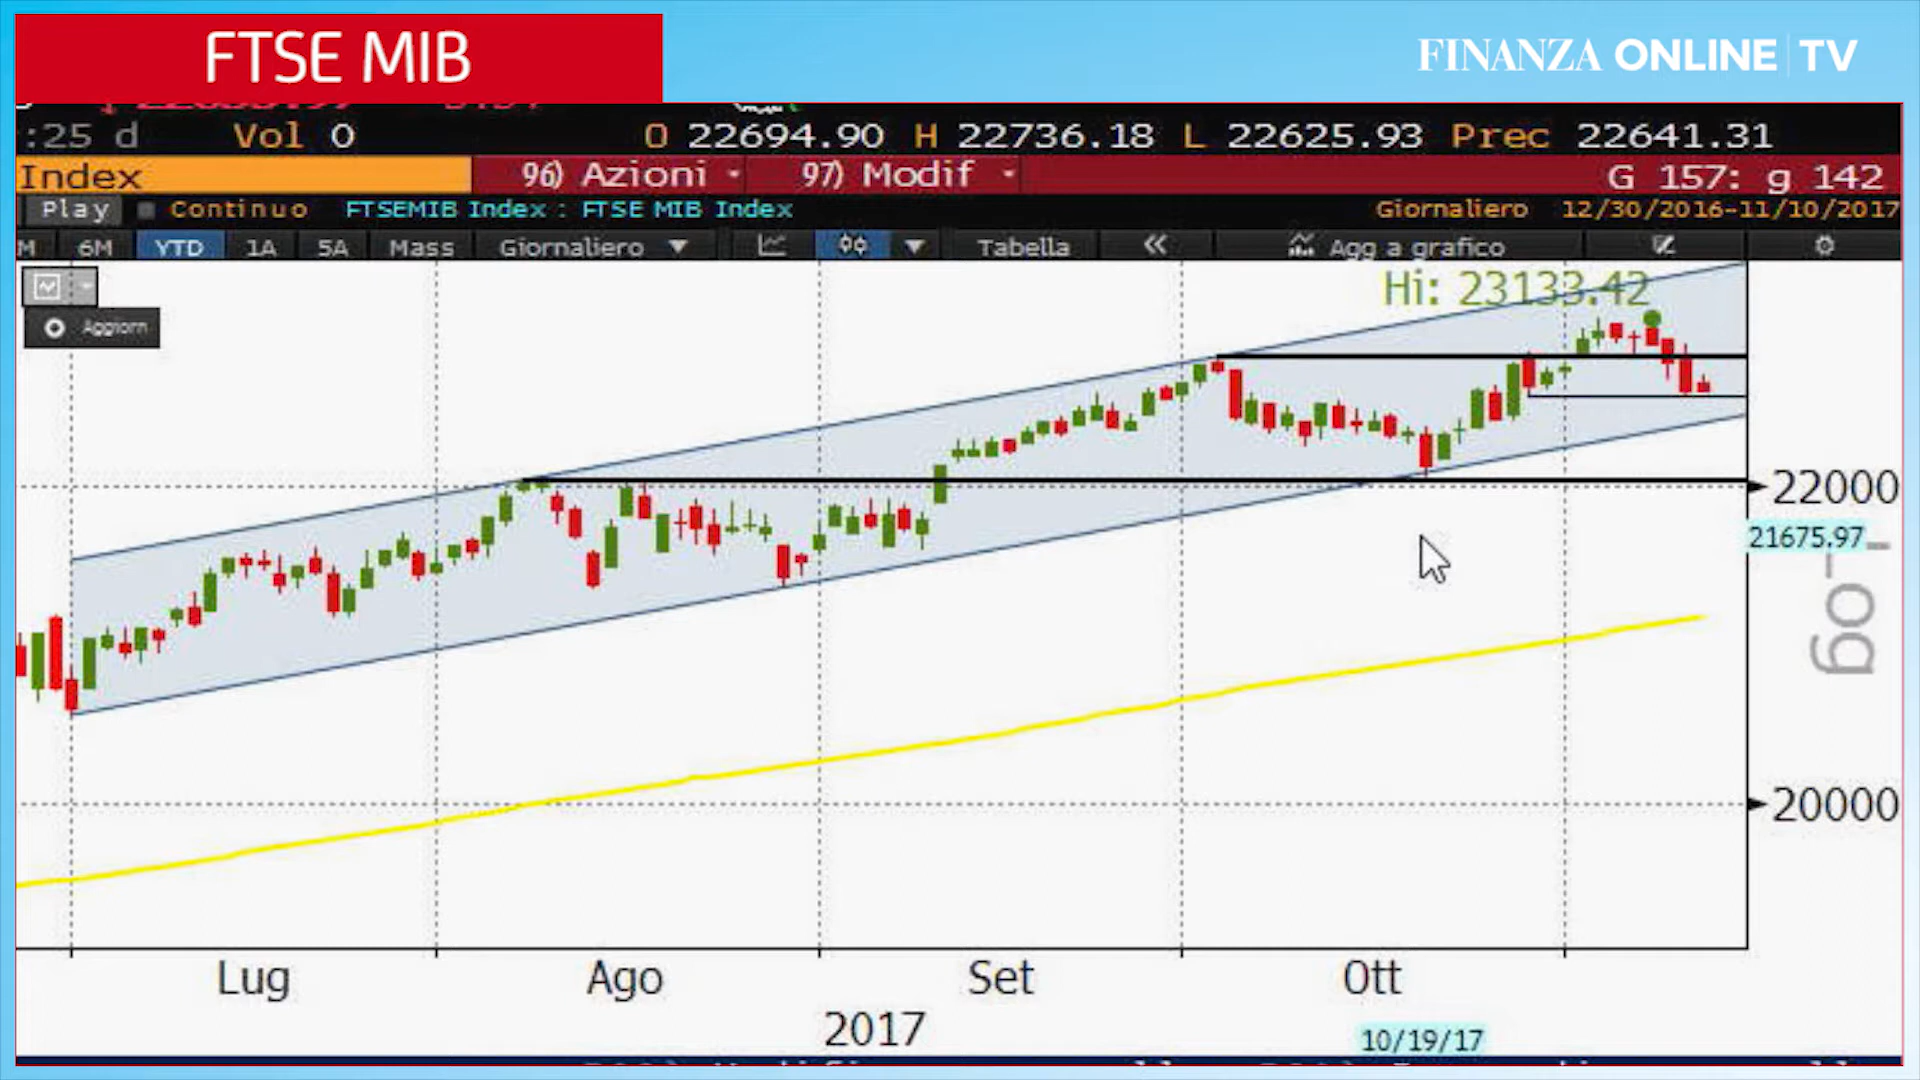 FTSE MIB
FINANZA ONLINE TV
:25 d Vol 0 O 22694.90 H 22736.18 L 22625.93 Prec 22641.31
Index 96) Azioni 97) Modif G 157: g 142
Play Continuo FTSEMIB Index : FTSE MIB Index Giornaliero 12/30/2016-11/10/2017
M 6M YTD 1A 5A Mass Giornaliero Tabella « Agg a grafico
Hi: 23133.42
Aggiorn
22000
21675.97
Log
20000
Lug Ago Set Ott
2017
10/19/17